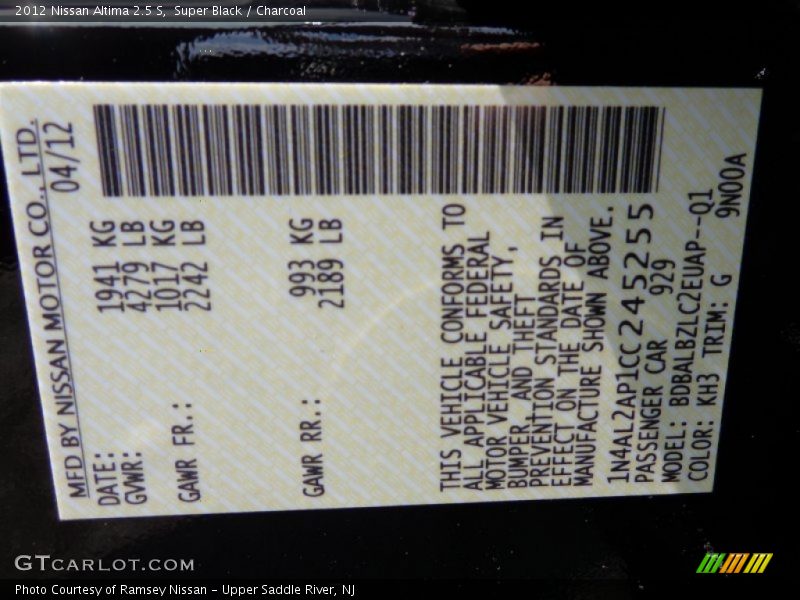 2012 Nissan Altima 2.5 S, Super Black / Charcoal
MFD BY NISSAN MOTOR CO., LTD.
DATE: 04/12
GVWR: 1941 KG
4279 LB
GAWR FR.: 1017 KG
2242 LB
GAWR RR.: 993 KG
2189 LB
THIS VEHICLE CONFORMS TO
ALL APPLICABLE FEDERAL
MOTOR VEHICLE SAFETY,
BUMPER, AND THEFT
PREVENTION STANDARDS IN
EFFECT ON THE DATE OF
MANUFACTURE SHOWN ABOVE.
1N4AL2AP1CC245255
PASSENGER CAR 929
MODEL: BDBALBZLC2EUAP--Q1
COLOR: KH3 TRIM: G 9N00A
GTCARLOT.COM
Photo Courtesy of Ramsey Nissan - Upper Saddle River, NJ